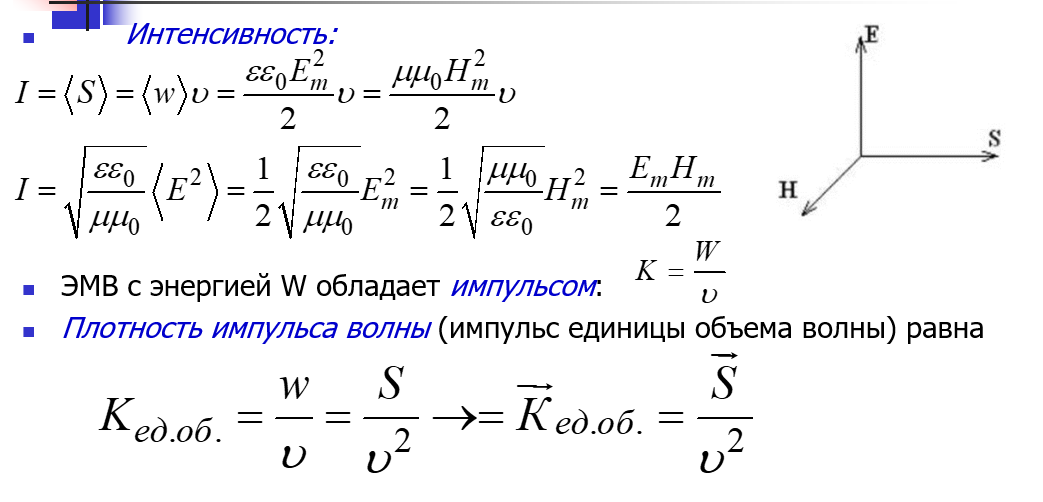 Интенсивность:
I = ⟨S⟩ = ⟨w⟩υ = εε₀E²ₘ/2 υ = μμ₀H²ₘ/2 υ
I = √(εε₀/μμ₀) ⟨E²⟩ = 1/2 √(εε₀/μμ₀) E²ₘ = 1/2 √(μμ₀/εε₀) H²ₘ = EₘHₘ/2
E
S
H
ЭМВ с энергией W обладает импульсом: K = W/υ
Плотность импульса волны (импульс единицы объема волны) равна
K ед.об. = w/υ = S/υ² →= K⃗ ед.об. = S⃗/υ²